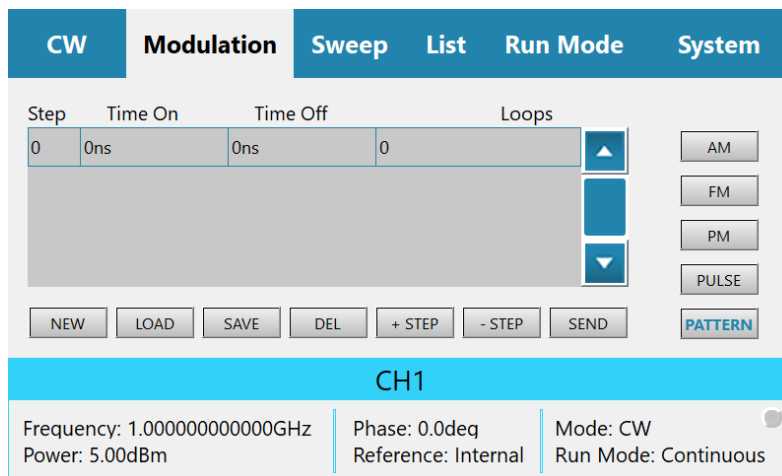 CW Modulation Sweep List Run Mode System
Step Time On Time Off Loops
0 0ns 0ns 0
AM
FM
PM
PULSE
NEW LOAD SAVE DEL + STEP - STEP SEND PATTERN
CH1
Frequency: 1.000000000000GHz Phase: 0.0deg Mode: CW
Power: 5.00dBm Reference: Internal Run Mode: Continuous